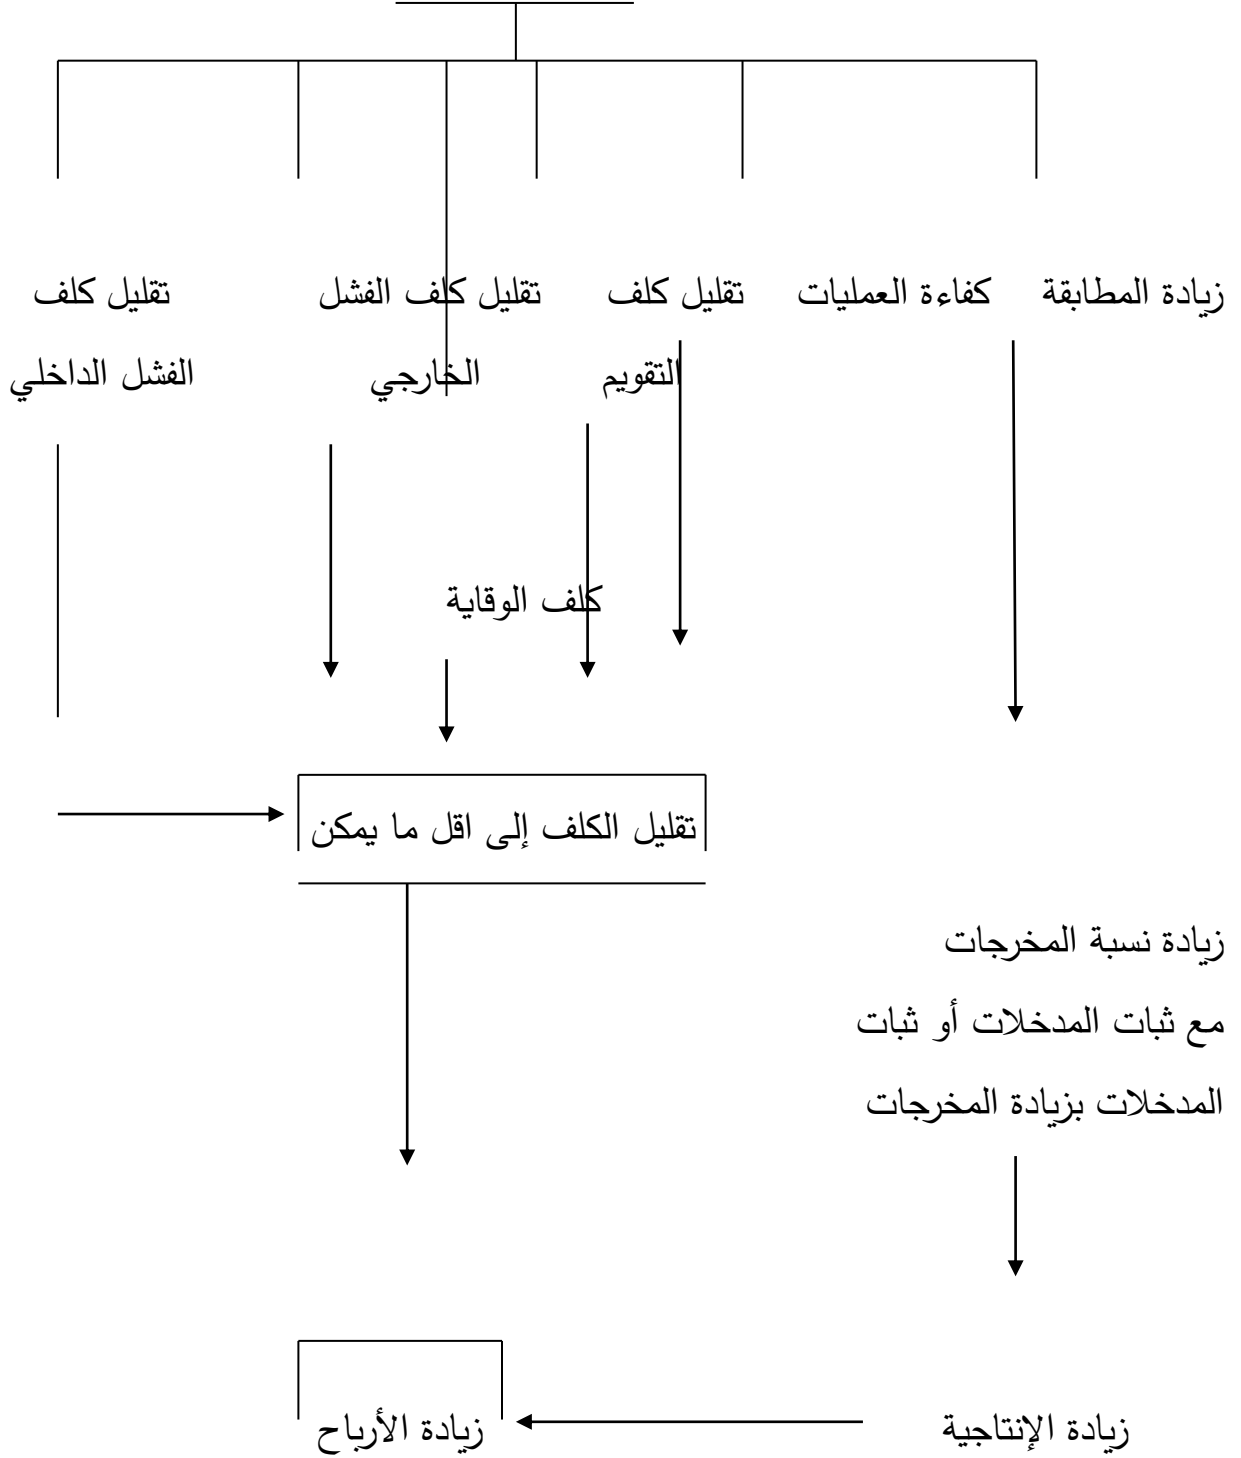 زيادة المطابقة كفاءة العمليات تقليل كلف تقليل كلف الفشل تقليل كلف
التقويم الخارجي الفشل الداخلي
كلف الوقاية
تقليل الكلف إلى اقل ما يمكن
زيادة نسبة المخرجات
مع ثبات المدخلات أو ثبات
المدخلات بزيادة المخرجات
زيادة الإنتاجية زيادة الأرباح